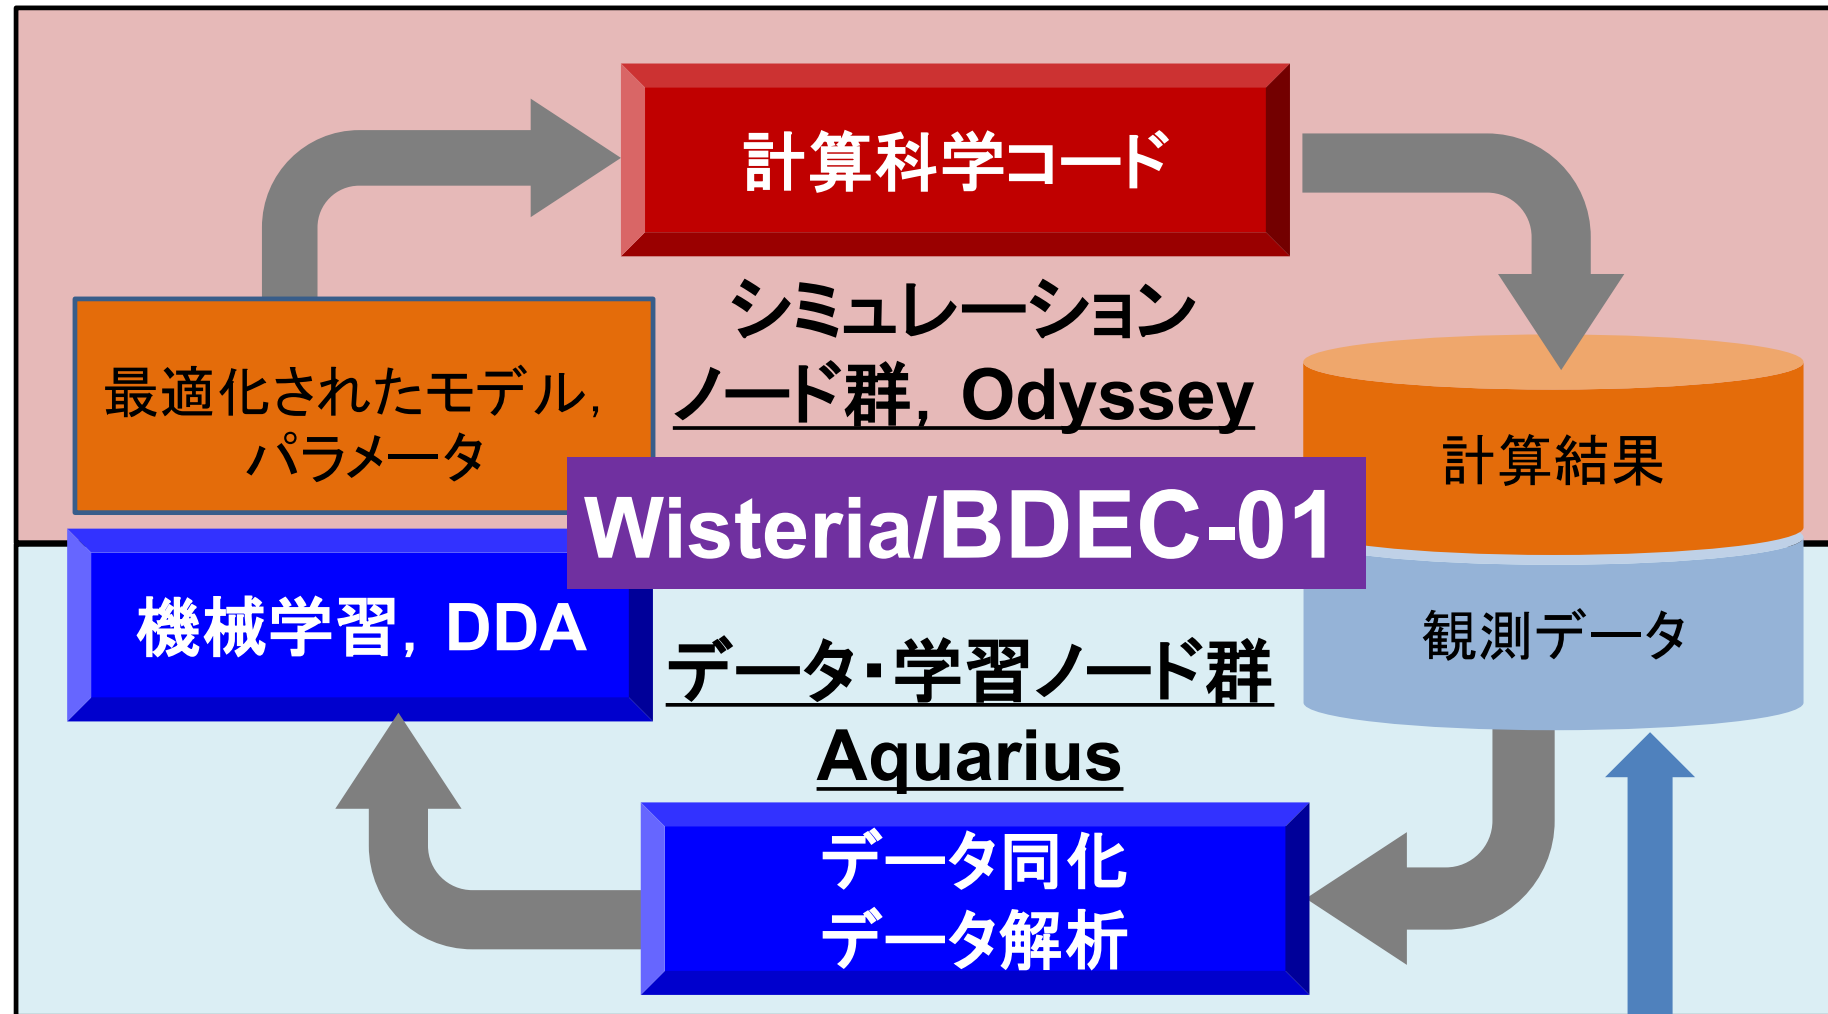 計算科学コード
シミュレーション
ノード群, Odyssey
最適化されたモデル,
パラメータ
計算結果
Wisteria/BDEC-01
機械学習, DDA
観測データ
データ・学習ノード群
Aquarius
データ同化
データ解析